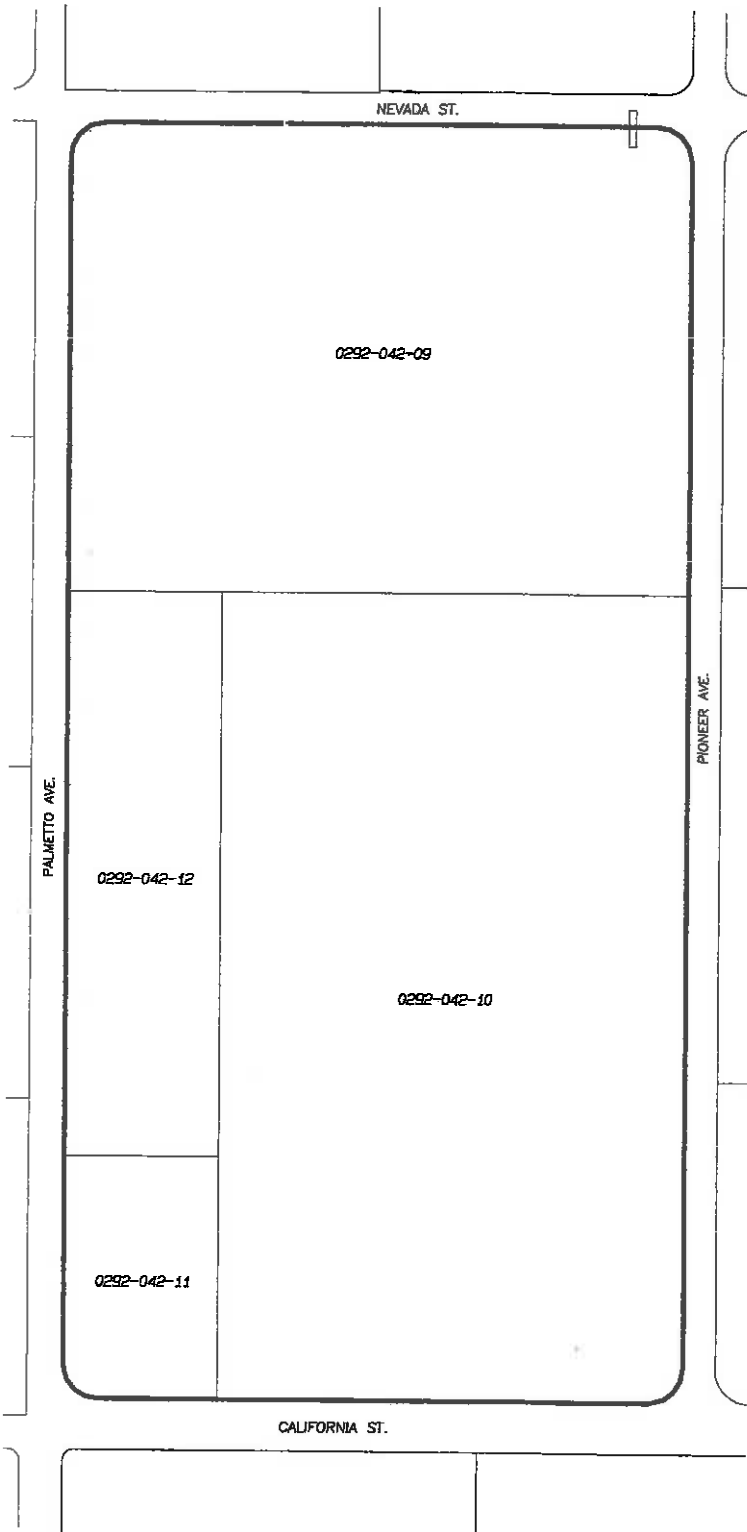 NEVADA ST.
0292-042-09
PIONEER AVE.
PALMETTO AVE.
0292-042-12
0292-042-10
0292-042-11
CALIFORNIA ST.